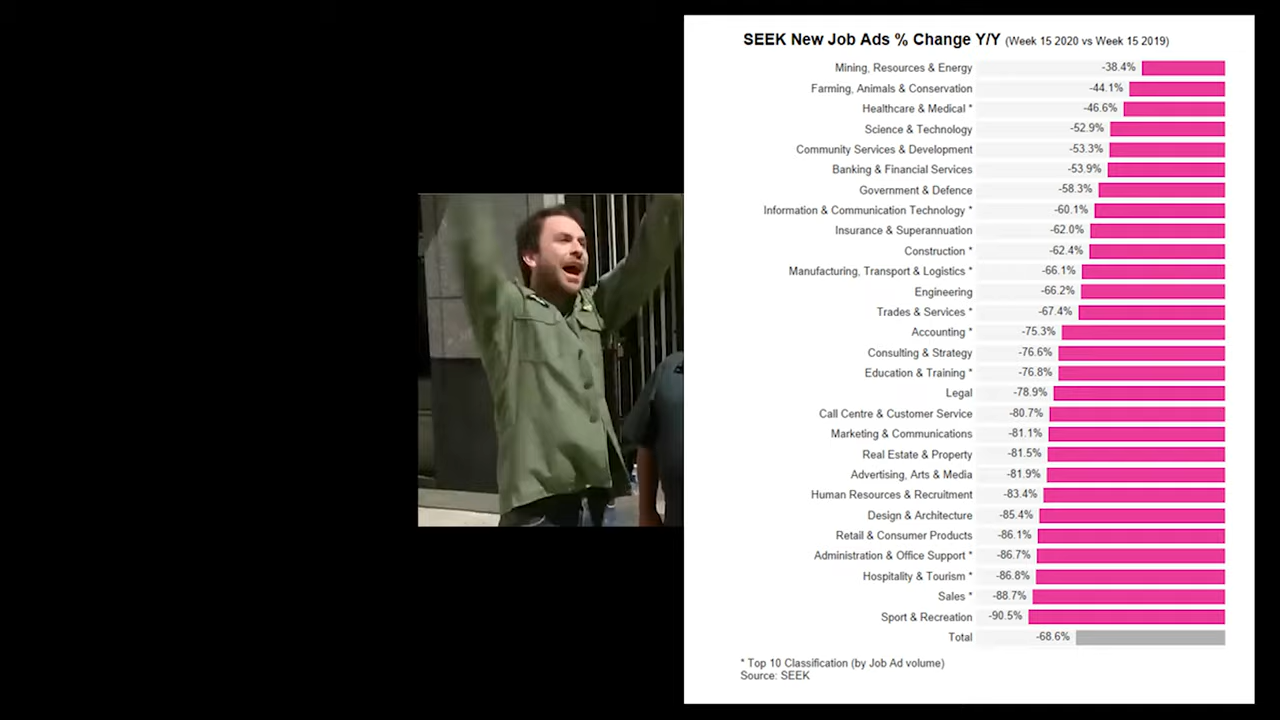 SEEK New Job Ads % Change Y/Y (Week 15 2020 vs Week 15 2019)
Mining, Resources & Energy -38.4%
Farming, Animals & Conservation -44.1%
Healthcare & Medical * -46.6%
Science & Technology -52.9%
Community Services & Development -53.3%
Banking & Financial Services -53.9%
Government & Defence -58.3%
Information & Communication Technology * -60.1%
Insurance & Superannuation -62.0%
Construction * -62.4%
Manufacturing, Transport & Logistics * -66.1%
Engineering -66.2%
Trades & Services * -67.4%
Accounting * -75.3%
Consulting & Strategy -76.6%
Education & Training * -76.8%
Legal -78.9%
Call Centre & Customer Service -80.7%
Marketing & Communications -81.1%
Real Estate & Property -81.5%
Advertising, Arts & Media -81.9%
Human Resources & Recruitment -83.4%
Design & Architecture -85.4%
Retail & Consumer Products -86.1%
Administration & Office Support * -86.7%
Hospitality & Tourism * -86.8%
Sales * -88.7%
Sport & Recreation -90.5%
Total -68.6%
* Top 10 Classification (by Job Ad volume)
Source: SEEK